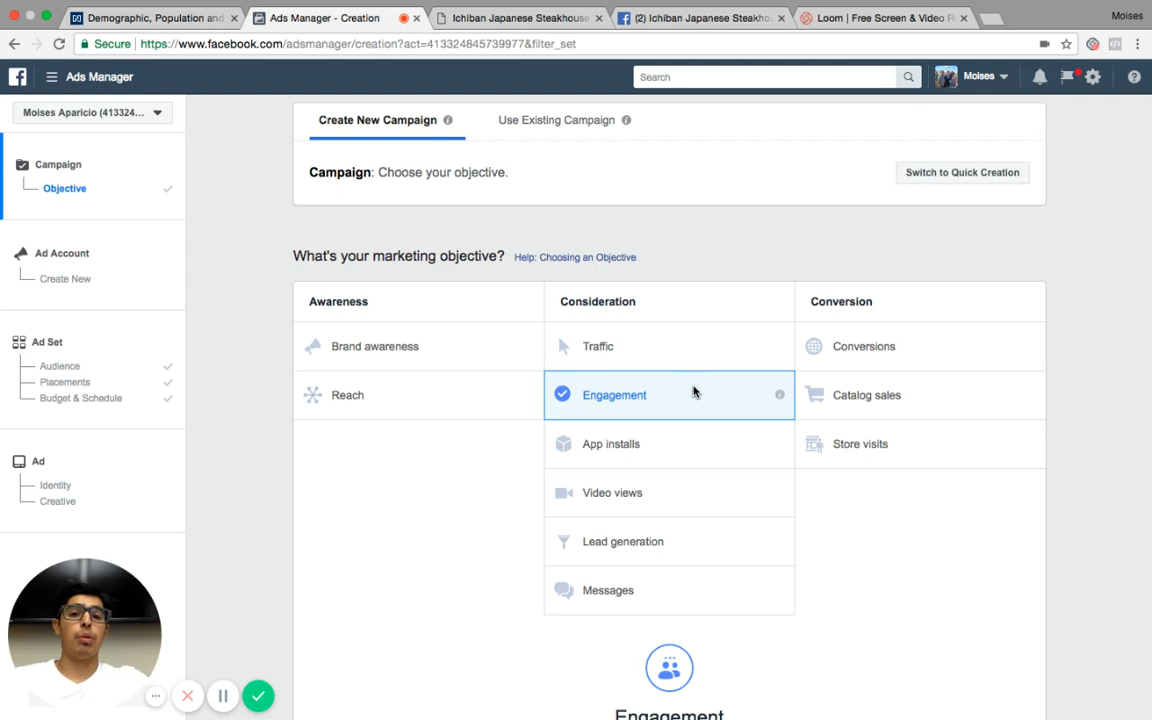 Demographic, Population and
Ads Manager - Creation
Ichiban Japanese Steakhouse
(2) Ichiban Japanese Steakho
Loom | Free Screen & Video R
Moises
Secure
https://www.facebook.com/adsmanager/creation?act=413324845739977&filter_set
Ads Manager
Search
Moises
Moises Aparicio (413324...
Create New Campaign
Use Existing Campaign
Campaign
Objective
Campaign: Choose your objective.
Switch to Quick Creation
Ad Account
Create New
What's your marketing objective?
Help: Choosing an Objective
Awareness
Consideration
Conversion
Ad Set
Audience
Placements
Budget & Schedule
Brand awareness
Traffic
Conversions
Reach
Engagement
Catalog sales
App installs
Store visits
Ad
Identity
Creative
Video views
Lead generation
Messages
Engagement